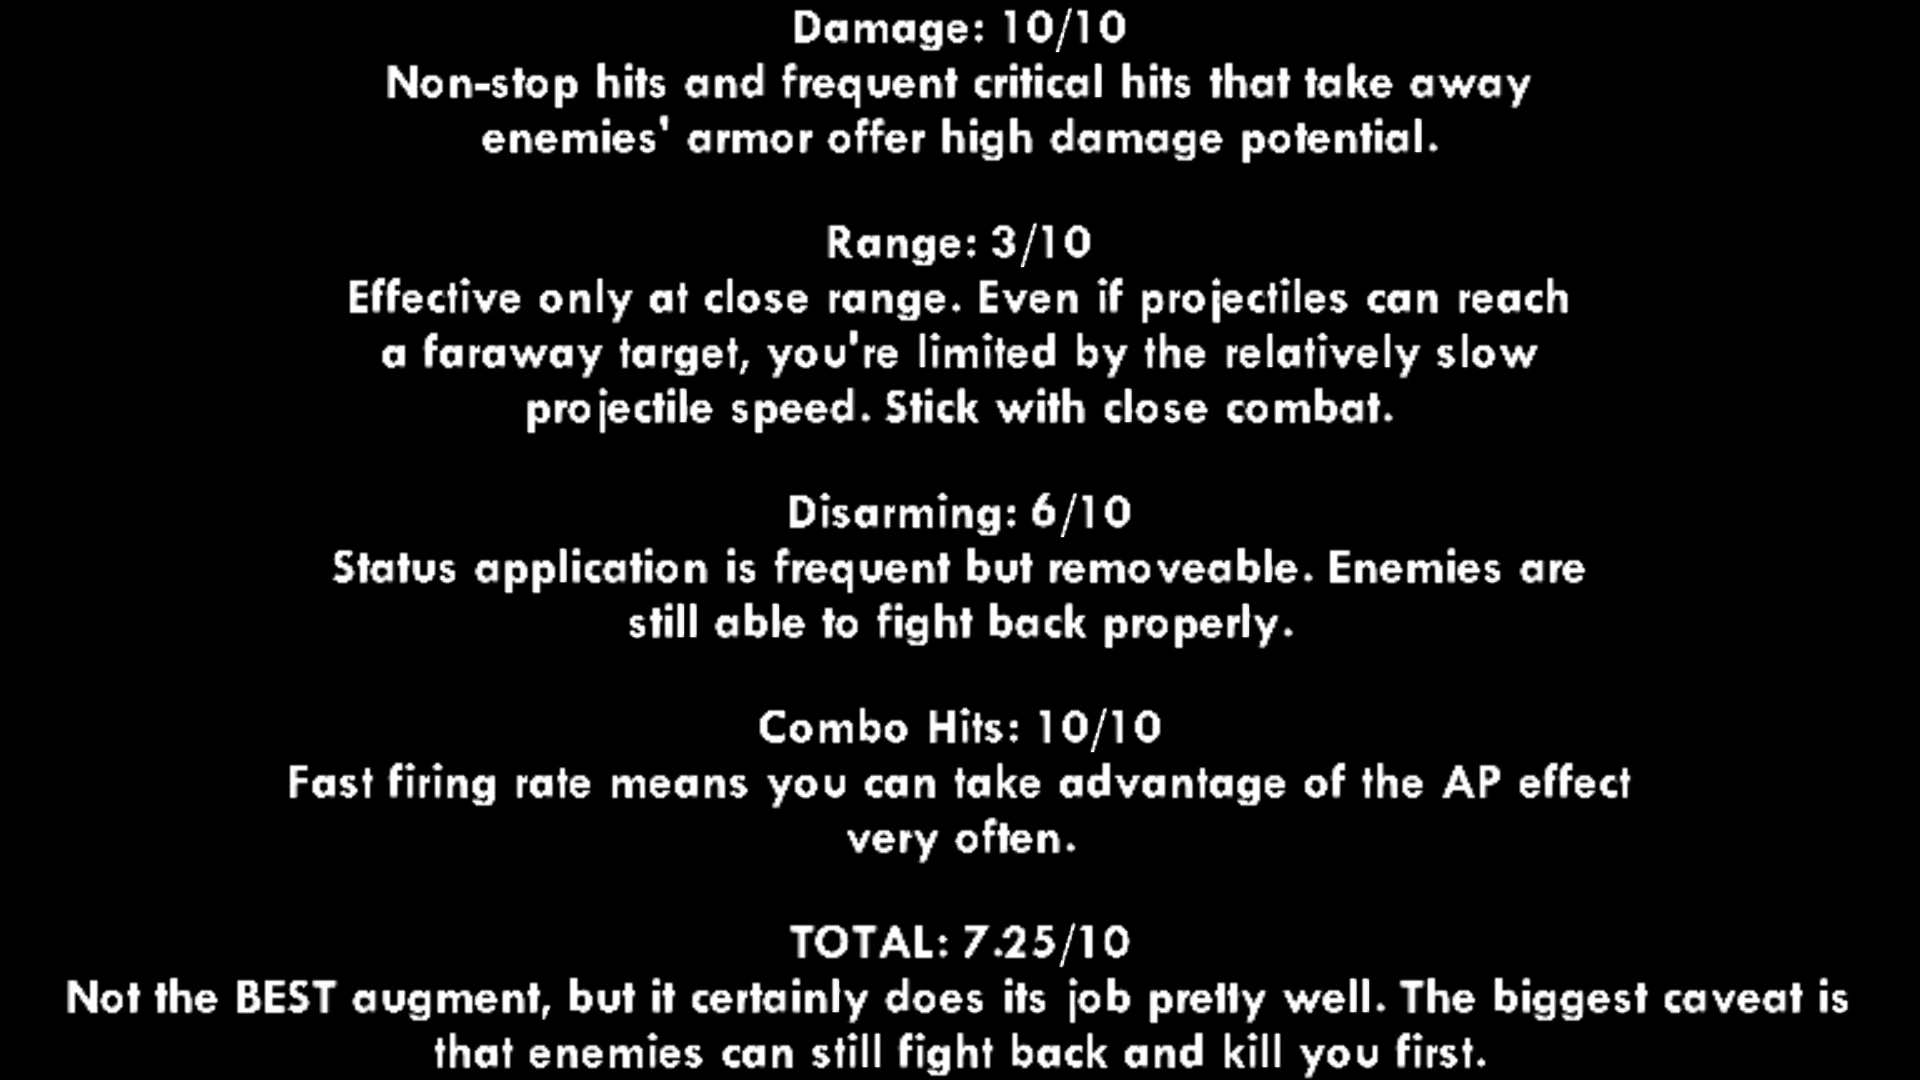 Damage: 10/10
Non-stop hits and frequent critical hits that take away
enemies' armor offer high damage potential.
Range: 3/10
Effective only at close range. Even if projectiles can reach
a faraway target, you're limited by the relatively slow
projectile speed. Stick with close combat.
Disarming: 6/10
Status application is frequent but removeable. Enemies are
still able to fight back properly.
Combo Hits: 10/10
Fast firing rate means you can take advantage of the AP effect
very often.
TOTAL: 7.25/10
Not the BEST augment, but it certainly does its job pretty well. The biggest caveat is
that enemies can still fight back and kill you first.